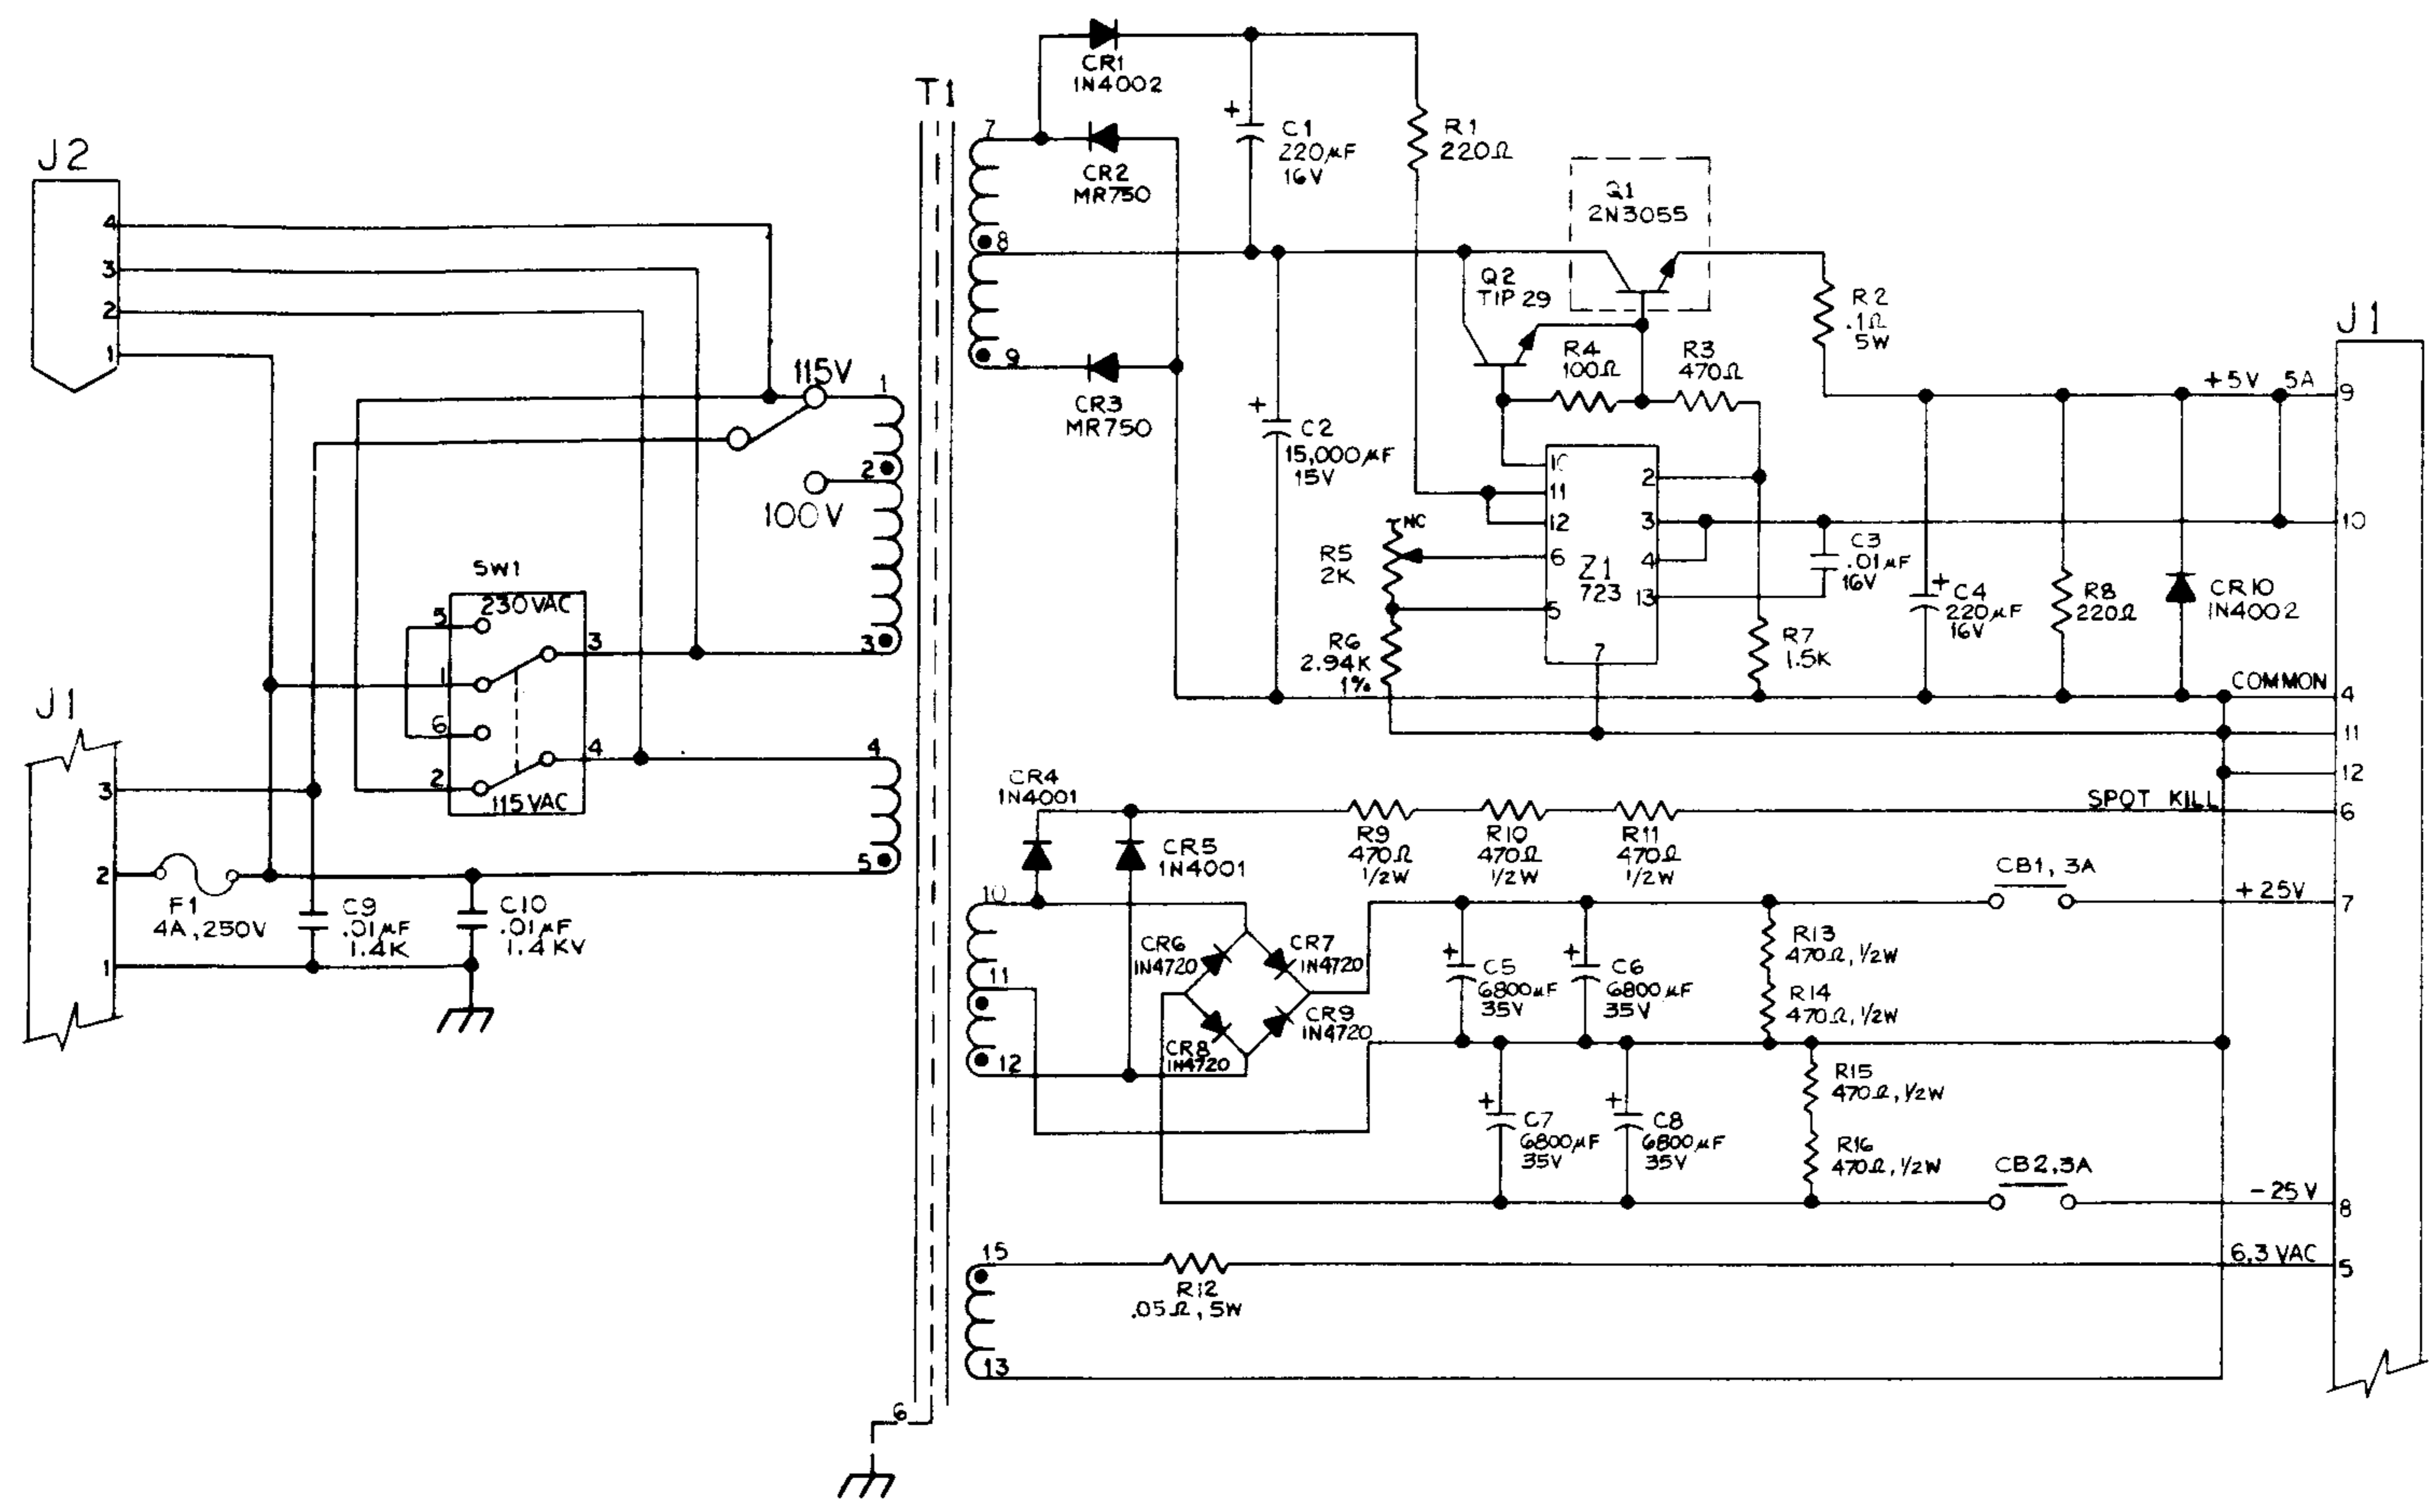 J2
4
3
2
1
J1
3
2
1
F1
4A, 250V
C9
.01µF
1.4K
C10
.01µF
1.4KV
SW1
230VAC
5
1
6
2
3
4
115VAC
115V
100V
T1
1
2
3
4
5
6
7
8
9
10
11
12
15
13
CR1
1N4002
CR2
MR750
CR3
MR750
C1
220µF
16V
C2
15,000µF
15V
R1
220Ω
Q1
2N3055
Q2
TIP 29
R4
100Ω
R3
470Ω
R2
.1Ω
5W
10
11
12
6
5
7
2
3
4
13
Z1
723
NC
R5
2K
R6
2.94K
1%
C3
.01µF
16V
R7
1.5K
C4
220µF
16V
R8
220Ω
CR10
1N4002
J1
+5V 5A
9
10
COMMON
4
11
12
SPOT KILL
6
+25V
7
-25V
8
6.3 VAC
5
CR4
1N4001
CR5
1N4001
R9
470Ω
1/2W
R10
470Ω
1/2W
R11
470Ω
1/2W
CB1, 3A
CR6
1N4720
CR7
1N4720
CR8
1N4720
CR9
1N4720
C5
6800µF
35V
C6
6800µF
35V
R13
470Ω, 1/2W
R14
470Ω, 1/2W
C7
6800µF
35V
C8
6800µF
35V
R15
470Ω, 1/2W
R16
470Ω, 1/2W
CB2, 3A
R12
.05Ω, 5W